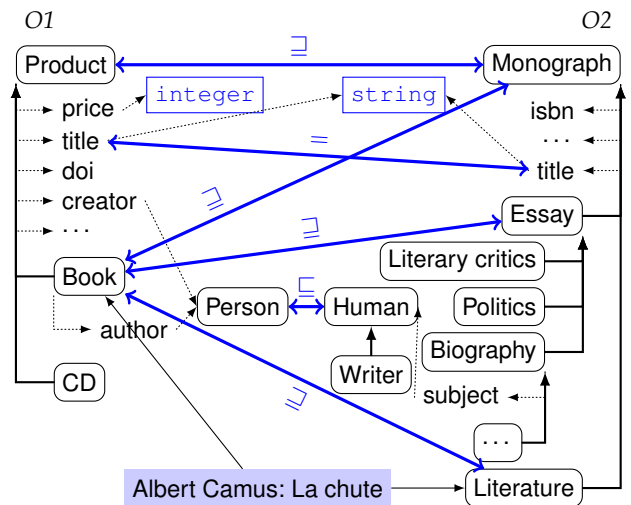 O1
O2
⊒
Product
Monograph
price
integer
string
isbn
title
=
· · ·
doi
title
creator
⊒
Essay
· · ·
⊒
Book
Literary critics
⊑
Person
Human
Politics
author
Biography
CD
Writer
subject
⊒
· · ·
Albert Camus: La chute
Literature